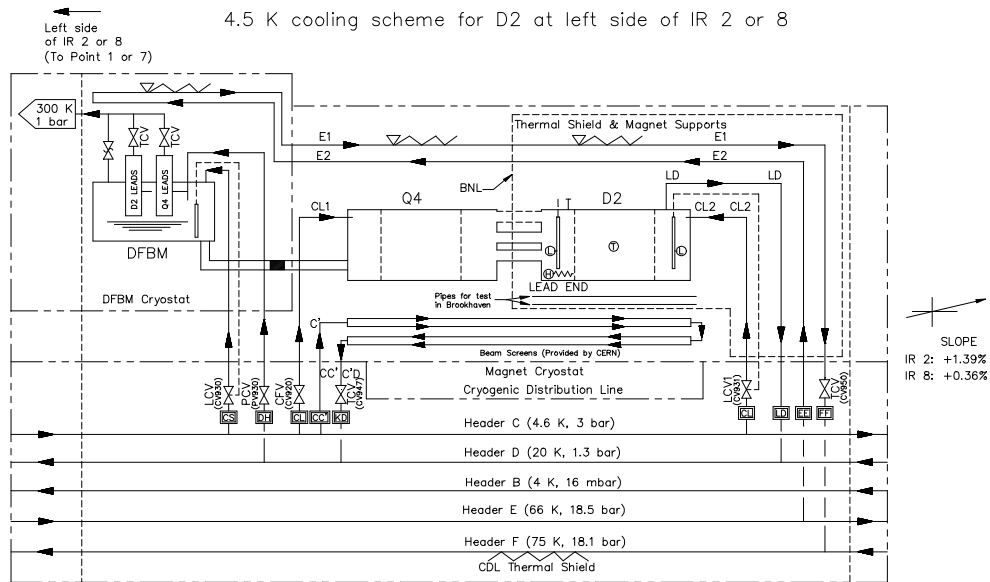 4.5 K cooling scheme for D2 at left side of IR 2 or 8
Left side
of IR 2 or 8
(To Point 1 or 7)
300 K
1 bar
TCV
TCV
D2 LEADS
Q4 LEADS
DFBM
DFBM Cryostat
E1
E2
Thermal Shield & Magnet Supports
E1
E2
BNL
LD
Q4
D2
CL1
CL2
CL2
T
L
T
L
H
LEAD END
Pipes for test
in Brookhaven
C'
Beam Screens (Provided by CERN)
CC'
C'D
Magnet Cryostat
Cryogenic Distribution Line
SLOPE
IR 2: +1.39%
IR 8: +0.36%
LCV
(CV930)
PCV
(PV930)
CFV
(CV920)
TCV
(CV947)
LCV1
(CV931)
TCV
(CV950)
CS
DH
CL
CC'
KD
CL
LD
EE
FF
Header C (4.6 K, 3 bar)
Header D (20 K, 1.3 bar)
Header B (4 K, 16 mbar)
Header E (66 K, 18.5 bar)
Header F (75 K, 18.1 bar)
CDL Thermal Shield